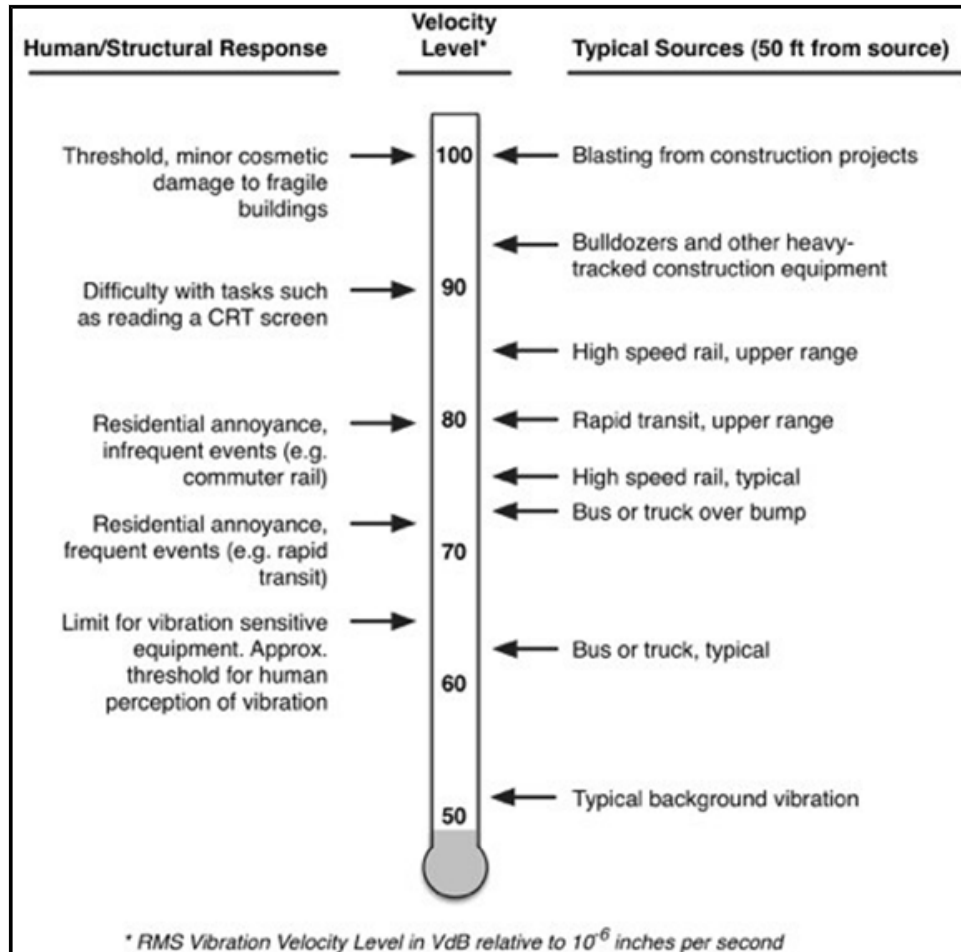 Human/Structural Response
Velocity
Level*
Typical Sources (50 ft from source)
Threshold, minor cosmetic
damage to fragile
buildings
100
Blasting from construction projects
Bulldozers and other heavy-
tracked construction equipment
Difficulty with tasks such
as reading a CRT screen
90
High speed rail, upper range
Residential annoyance,
infrequent events (e.g.
commuter rail)
80
Rapid transit, upper range
High speed rail, typical
Bus or truck over bump
Residential annoyance,
frequent events (e.g. rapid
transit)
70
Limit for vibration sensitive
equipment. Approx.
threshold for human
perception of vibration
Bus or truck, typical
60
Typical background vibration
50
* RMS Vibration Velocity Level in VdB relative to 10⁻⁶ inches per second